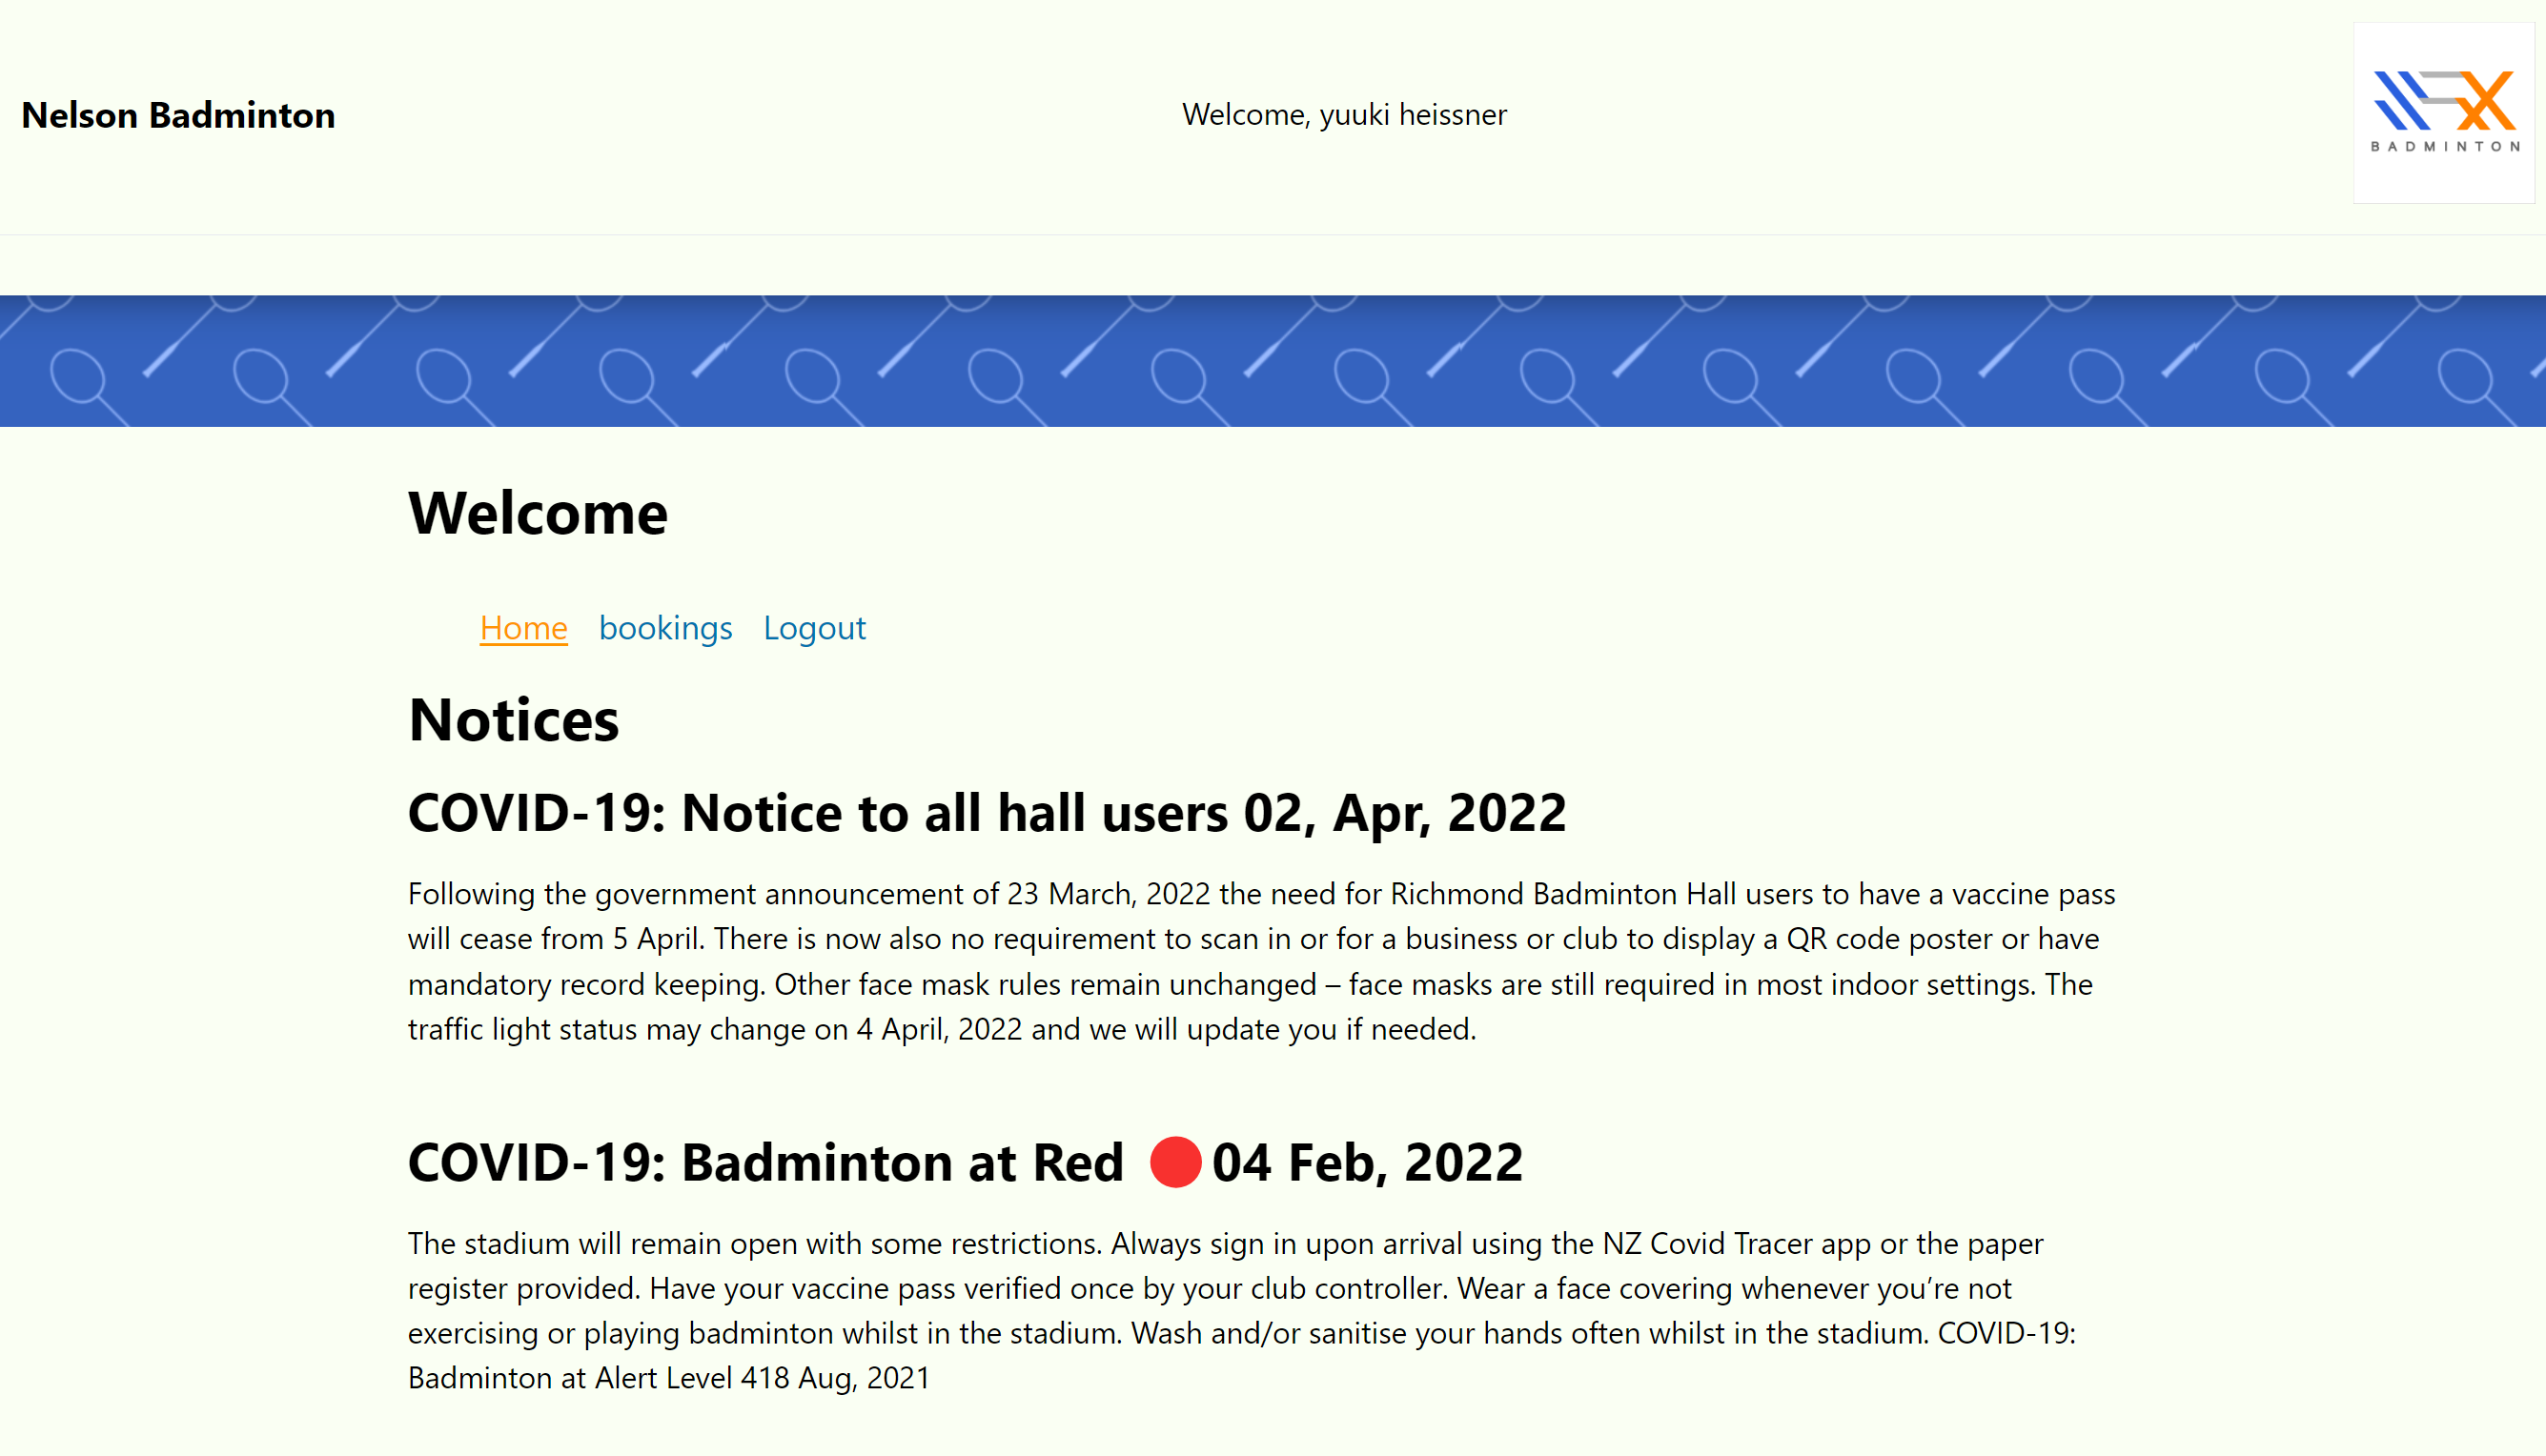 Nelson Badminton
Welcome, yuuki heissner
BADMINTON
Welcome
Home bookings Logout
Notices
COVID-19: Notice to all hall users 02, Apr, 2022
Following the government announcement of 23 March, 2022 the need for Richmond Badminton Hall users to have a vaccine pass
will cease from 5 April. There is now also no requirement to scan in or for a business or club to display a QR code poster or have
mandatory record keeping. Other face mask rules remain unchanged – face masks are still required in most indoor settings. The
traffic light status may change on 4 April, 2022 and we will update you if needed.
COVID-19: Badminton at Red 🔴04 Feb, 2022
The stadium will remain open with some restrictions. Always sign in upon arrival using the NZ Covid Tracer app or the paper
register provided. Have your vaccine pass verified once by your club controller. Wear a face covering whenever you’re not
exercising or playing badminton whilst in the stadium. Wash and/or sanitise your hands often whilst in the stadium. COVID-19:
Badminton at Alert Level 418 Aug, 2021